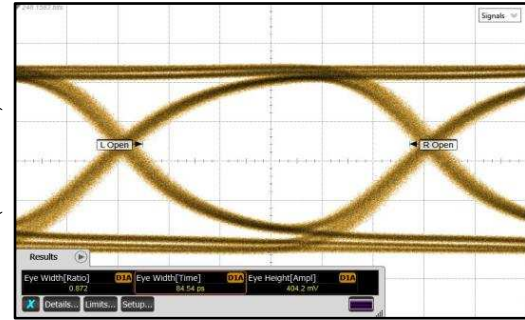 Signals
L Open
R Open
Results
Eye Width[Ratio] D1A Eye Width[Time] D1A Eye Height[Ampl] D1A
0.872 84.54 ps 404.2 mV
X Details... Limits... Setup...